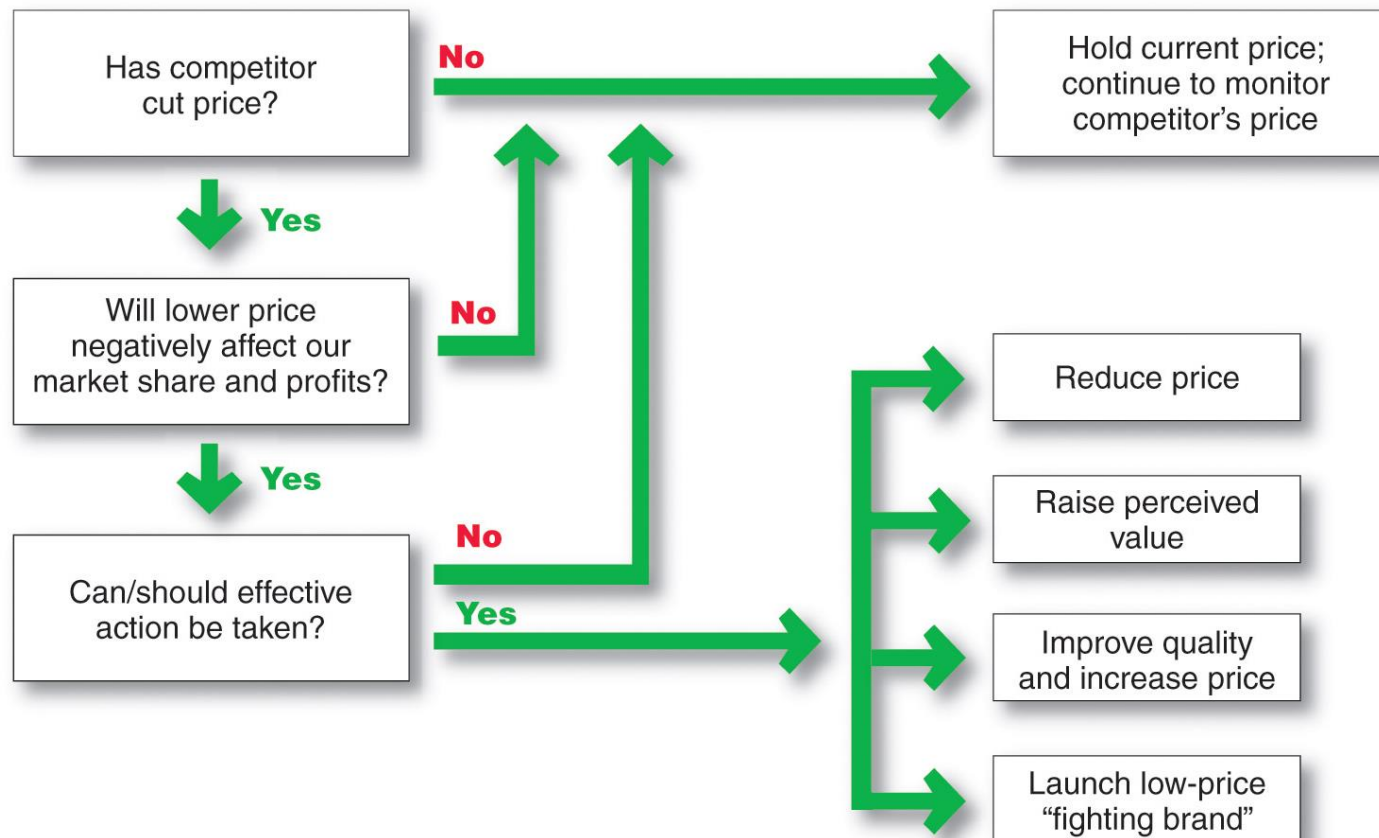 Has competitor
cut price?
No
Hold current price;
continue to monitor
competitor’s price
Yes
Will lower price
negatively affect our
market share and profits?
No
Yes
Can/should effective
action be taken?
No
Yes
Reduce price
Raise perceived
value
Improve quality
and increase price
Launch low-price
“fighting brand”